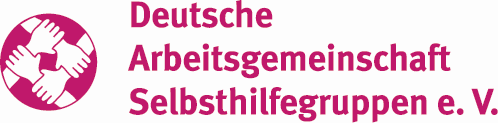 Deutsche
Arbeitsgemeinschaft
Selbsthilfegruppen e. V.